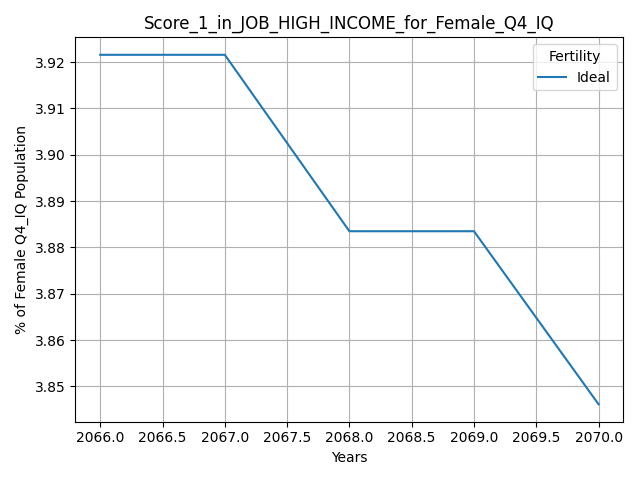 Score_1_in_JOB_HIGH_INCOME_for_Female_Q4_IQ
Fertility
Ideal
% of Female Q4_IQ Population
3.92
3.91
3.90
3.89
3.88
3.87
3.86
3.85
2066.0 2066.5 2067.0 2067.5 2068.0 2068.5 2069.0 2069.5 2070.0
Years